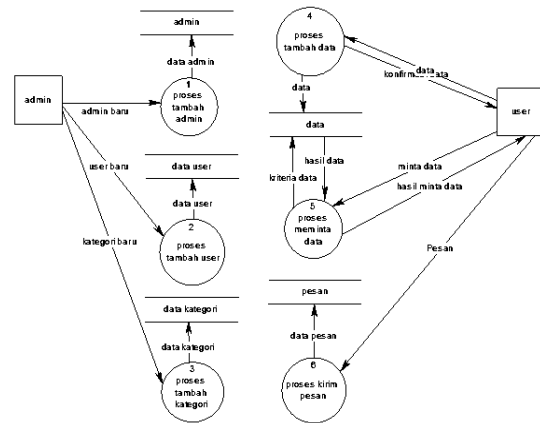 admin
data admin
admin
admin baru
1
proses
tambah
admin
user baru
data user
data user
2
proses
tambah user
kategori baru
data kategori
data kategori
3
proses
tambah
kategori
4
proses
tambah data
data
data
user
data
data
kriteria data
hasil data
5
proses
meminta
data
minta data
hasil minta data
Pesan
pesan
data pesan
6
proses kirim
pesan